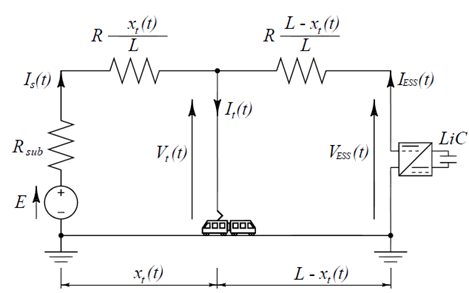 R x_t(t) / L
R L - x_t(t) / L
I_s(t)
I_t(t)
I_ESS(t)
R_sub
V_t(t)
V_ESS(t)
LiC
E
+
−
x_t(t)
L - x_t(t)